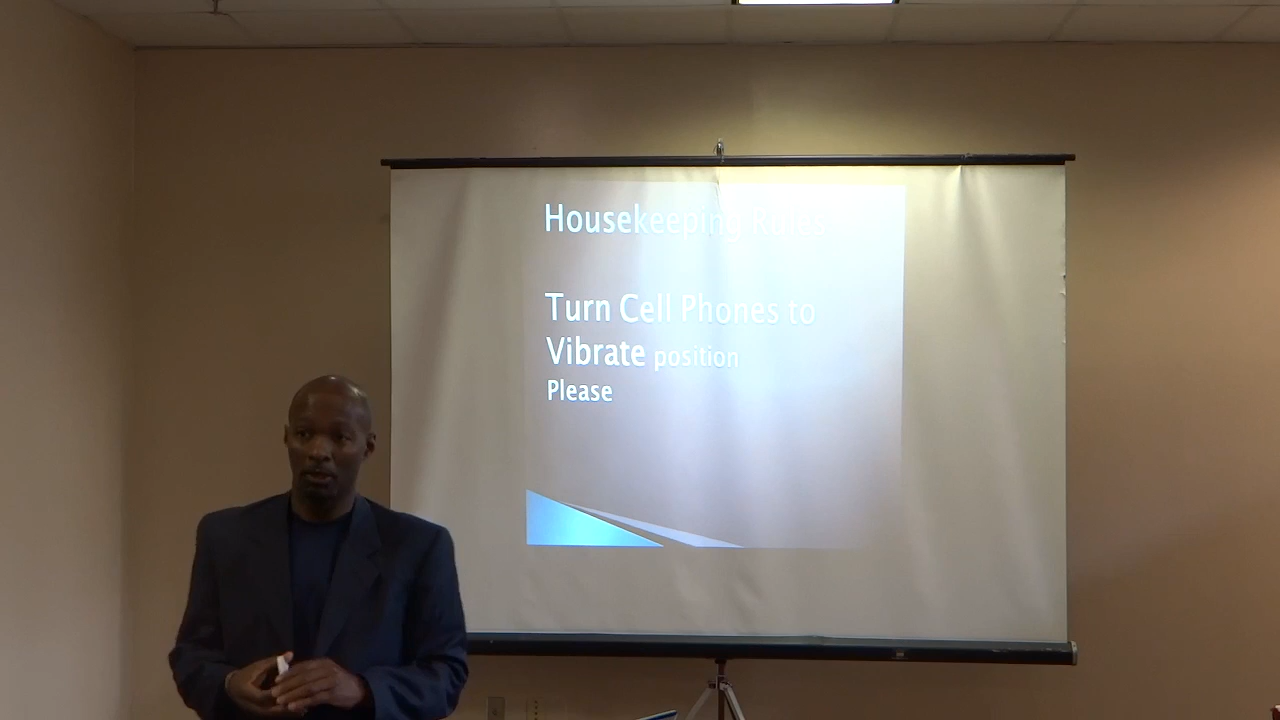 Housekeeping Rules
Turn Cell Phones to
Vibrate position
Please